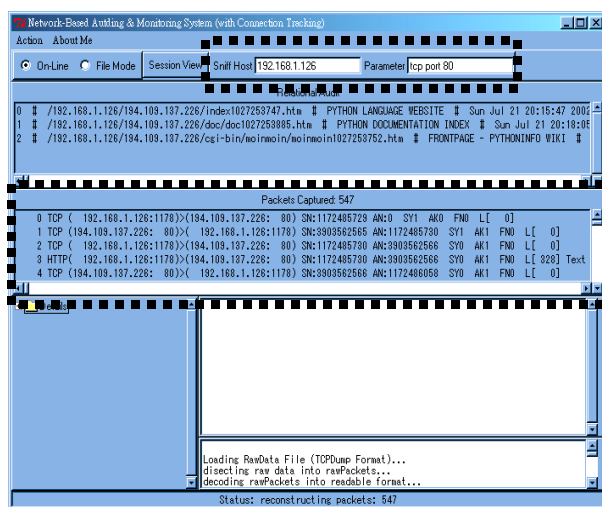 Network-Based Autding & Monitoring System (with Connection Tracking)
Action About Me
On-Line File Mode Session View Sniff Host 192.168.1.126 Parameter tcp port 80
Relational Audit
0 # /192.168.1.126/194.109.137.226/index1027253747.htm # PYTHON LANGUAGE WEBSITE # Sun Jul 21 20:15:47 2002
1 # /192.168.1.126/194.109.137.226/doc/doc1027253885.htm # PYTHON DOCUMENTATION INDEX # Sun Jul 21 20:18:05
2 # /192.168.1.126/194.109.137.226/cgi-bin/moinmoin/moinmoin1027253752.htm # FRONTPAGE - PYTHONINFO WIKI #
Packets Captured: 547
0 TCP ( 192.168.1.126:1178)>(194.109.137.226: 80) SN:1172485729 AN:0 SY1 AK0 FN0 L[ 0]
1 TCP (194.109.137.226: 80)>( 192.168.1.126:1178) SN:3903562565 AN:1172485730 SY1 AK1 FN0 L[ 0]
2 TCP ( 192.168.1.126:1178)>(194.109.137.226: 80) SN:1172485730 AN:3903562566 SY0 AK1 FN0 L[ 0]
3 HTTP( 192.168.1.126:1178)>(194.109.137.226: 80) SN:1172485730 AN:3903562566 SY0 AK1 FN0 L[ 328] Text
4 TCP (194.109.137.226: 80)>( 192.168.1.126:1178) SN:3903562566 AN:1172486058 SY0 AK1 FN0 L[ 0]
Details
Loading RawData File (TCPDump Format)...
disecting raw data into rawPackets...
decoding rawPackets into readable format...
Status: reconstructing packets: 547